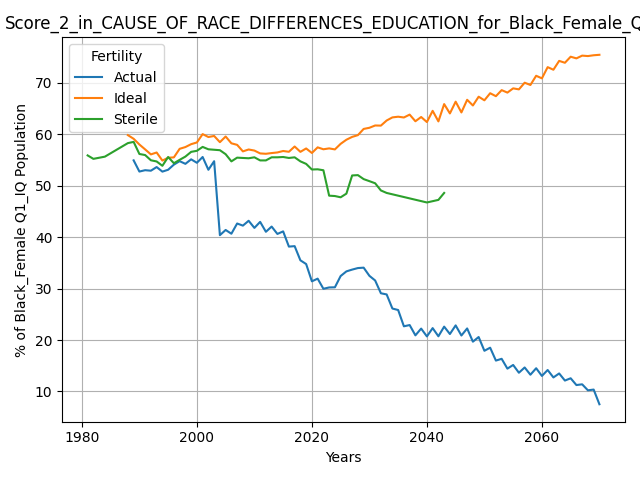 Score_2_in_CAUSE_OF_RACE_DIFFERENCES_EDUCATION_for_Black_Female_Q
Fertility
Actual
Ideal
Sterile
% of Black_Female Q1_IQ Population
70
60
50
40
30
20
10
1980 2000 2020 2040 2060
Years